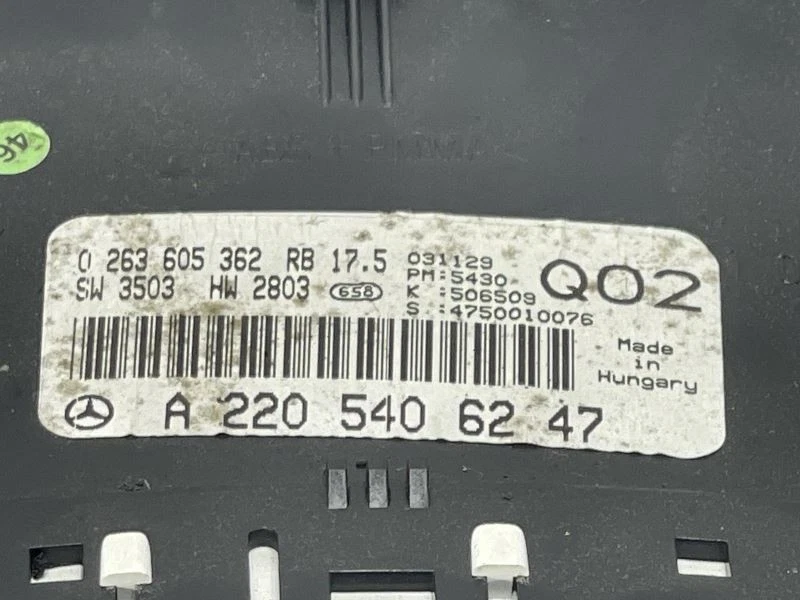 46
0 263 605 362 RB 17.5 031129
PM:5430
SW 3503 HW 2803 658 K :506509
S :4750010076
Q02
Made
in
Hungary
A 220 540 62 47